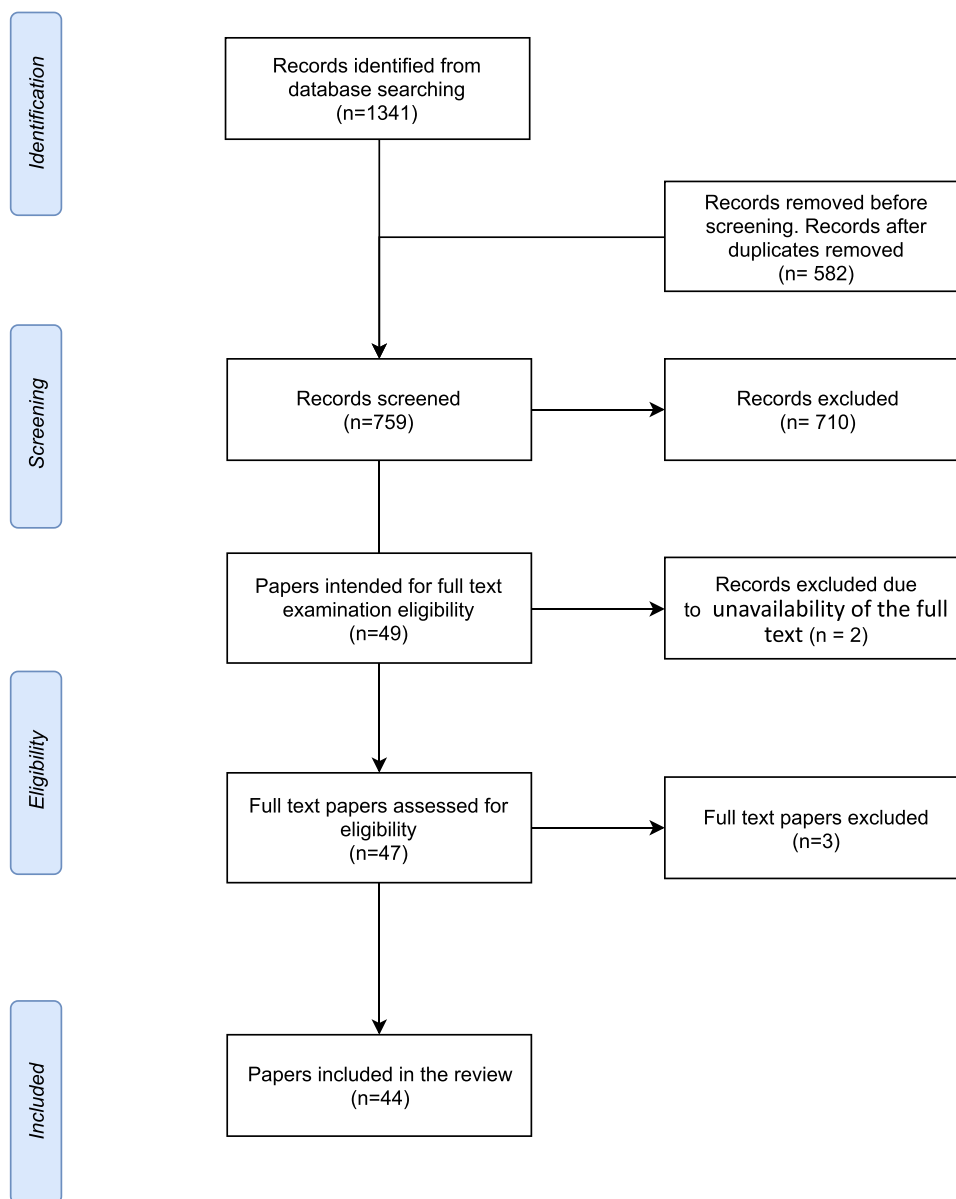 Identification
Records identified from
database searching
(n=1341)
Records removed before
screening. Records after
duplicates removed
(n= 582)
Screening
Records screened
(n=759)
Records excluded
(n= 710)
Papers intended for full text
examination eligibility
(n=49)
Records excluded due
to unavailability of the full
text (n = 2)
Eligibility
Full text papers assessed for
eligibility
(n=47)
Full text papers excluded
(n=3)
Included
Papers included in the review
(n=44)